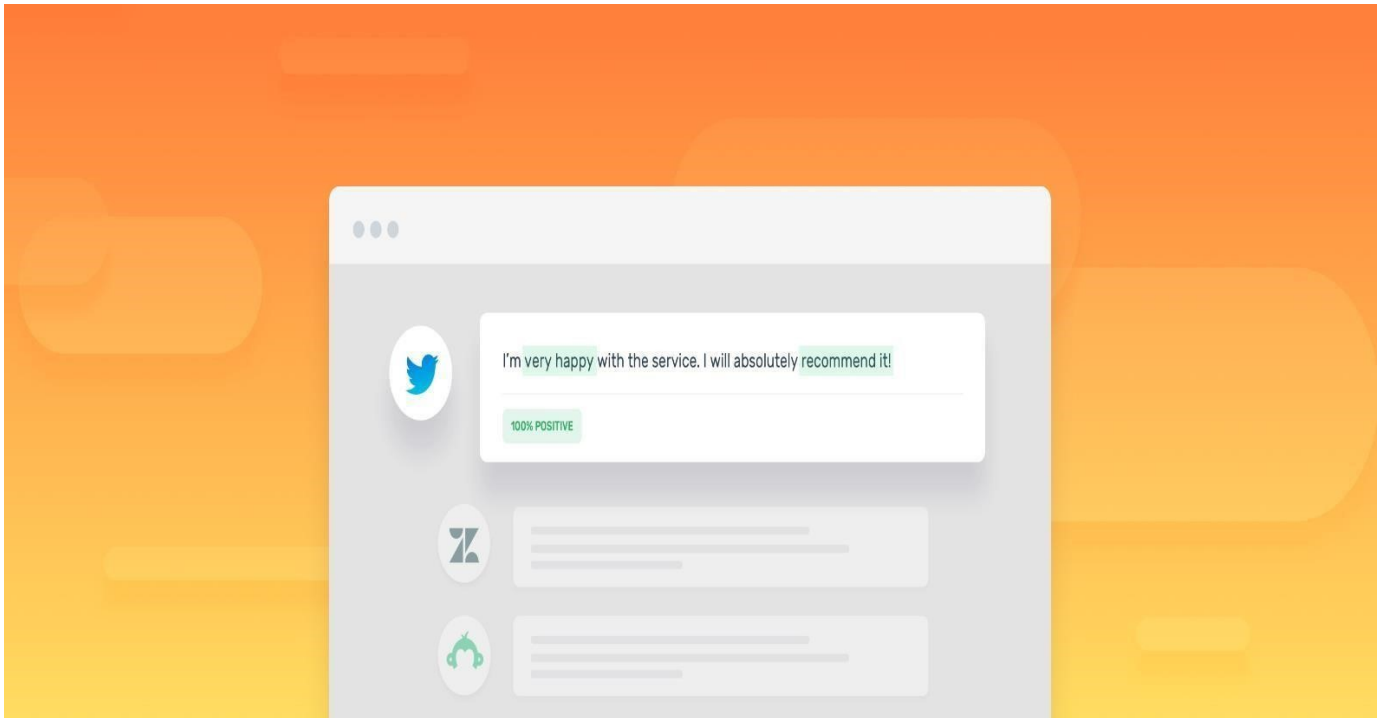 I'm very happy with the service. I will absolutely recommend it!
100% POSITIVE